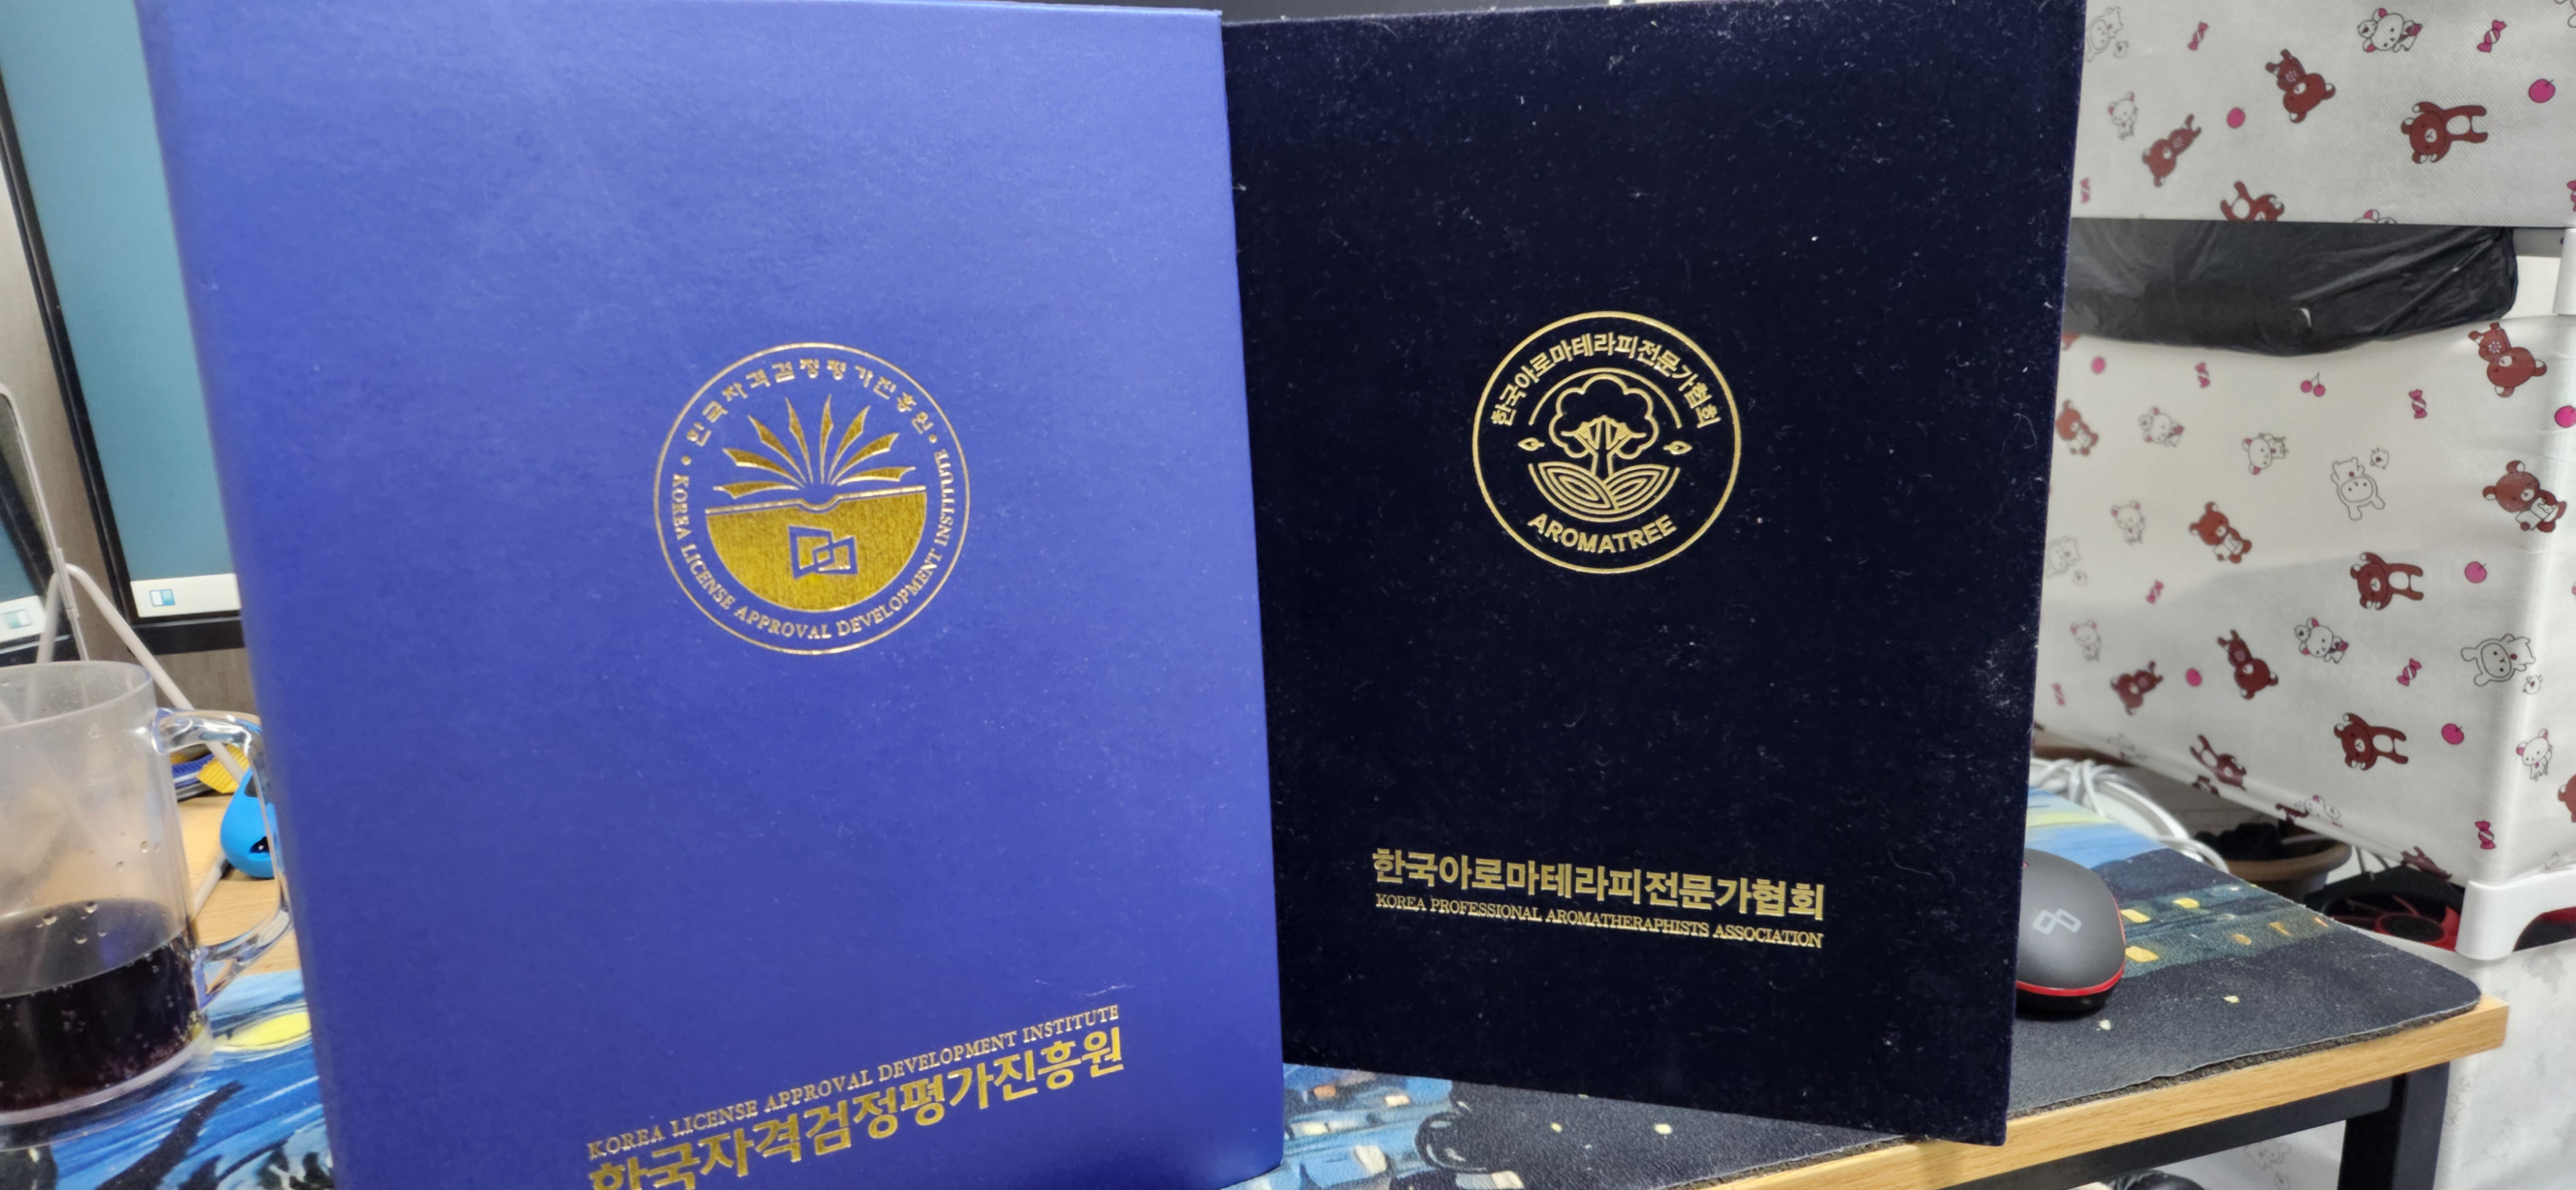 한국자격검정평가진흥원
KOREA LICENSE APPROVAL DEVELOPMENT INSTITUTE
KOREA LICENSE APPROVAL DEVELOPMENT INSTITUTE
한국자격검정평가진흥원
한국아로마테라피전문가협회
AROMATREE
한국아로마테라피전문가협회
KOREA PROFESSIONAL AROMATHERAPHISTS ASSOCIATION